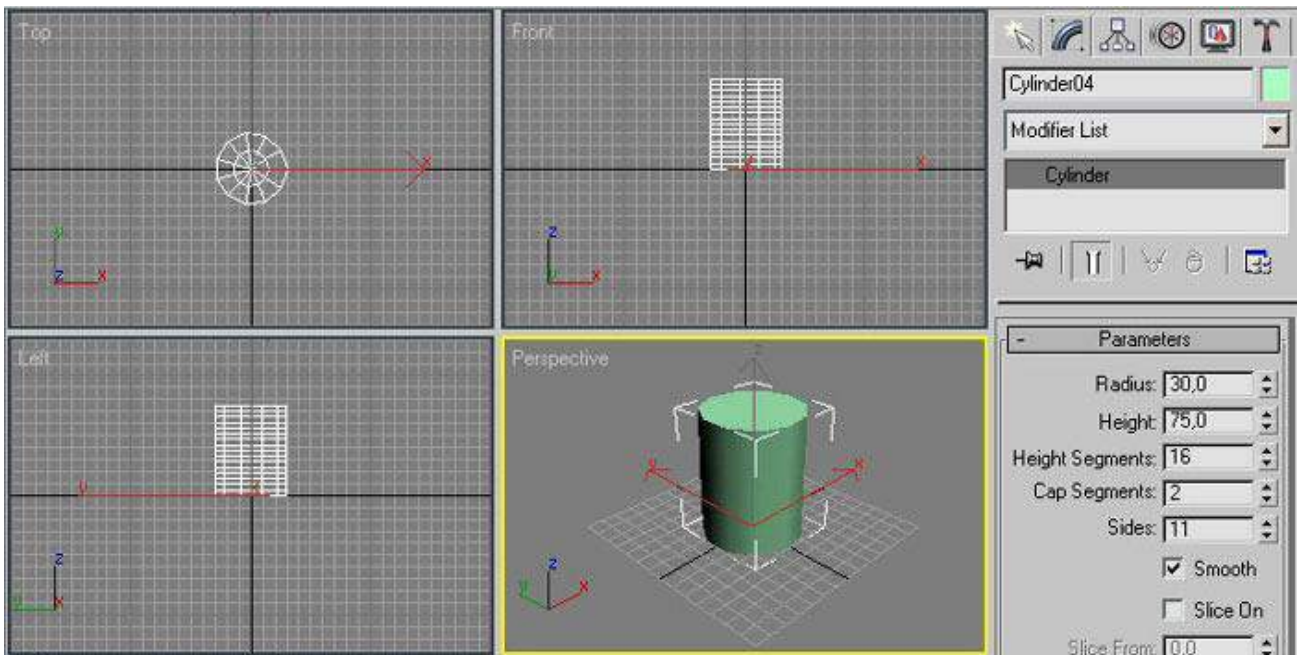 Top
x
y
z x
Front
x
z
y x
Left
y x
z
y x
Perspective
z
y x
z
y x
Cylinder04
Modifier List
Cylinder
- Parameters
Radius: 30,0
Height: 75,0
Height Segments: 16
Cap Segments: 2
Sides: 11
Smooth
Slice On
Slice From: 0,0